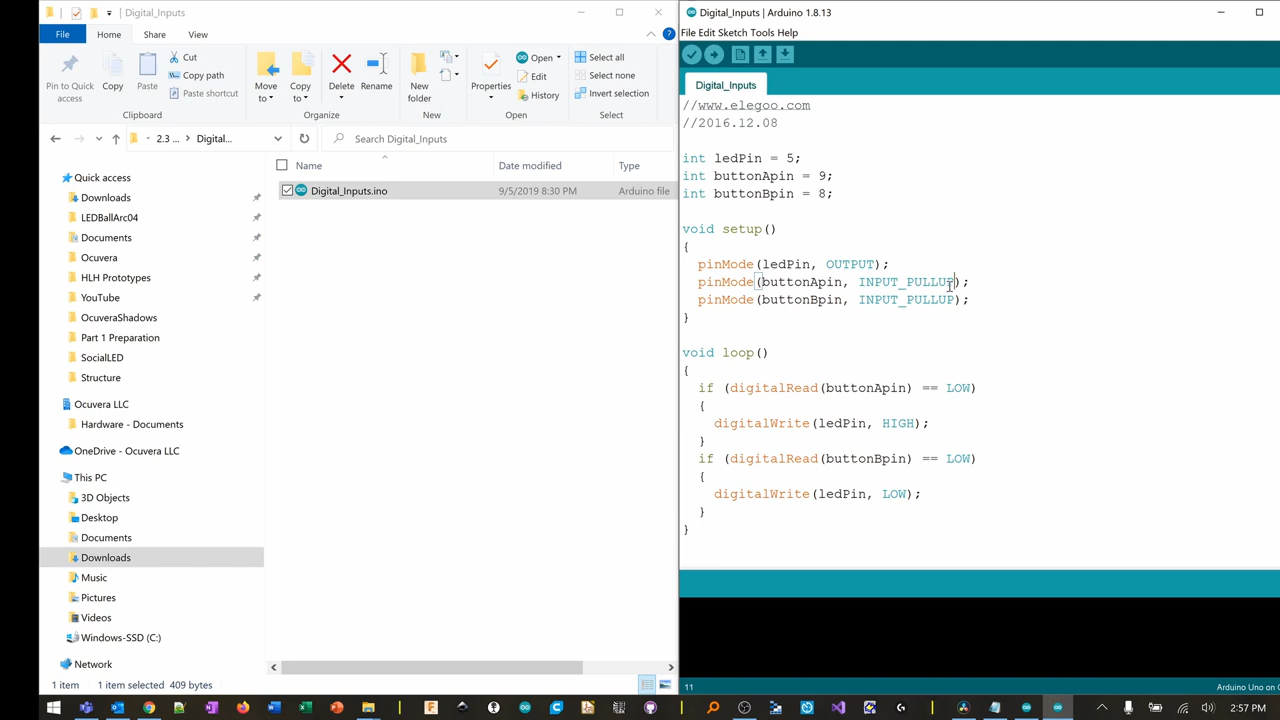 Digital_Inputs
File
Home
Share
View
Pin to Quick access
Copy
Paste
Cut
Copy path
Paste shortcut
Clipboard
Move to
Copy to
Delete
Rename
Organize
New folder
New
Properties
Open
Edit
History
Open
Select all
Select none
Invert selection
Select
2.3 ...
Digital...
Search Digital_Inputs
Name
Date modified
Type
Digital_Inputs.ino
9/5/2019 8:30 PM
Arduino file
Quick access
Downloads
LEDBallArc04
Documents
Ocuvera
HLH Prototypes
YouTube
OcuveraShadows
Part 1 Preparation
SocialLED
Structure
Ocuvera LLC
Hardware - Documents
OneDrive - Ocuvera LLC
This PC
3D Objects
Desktop
Documents
Downloads
Music
Pictures
Videos
Windows-SSD (C:)
Network
1 item
1 item selected
409 bytes
Digital_Inputs | Arduino 1.8.13
File Edit Sketch Tools Help
Digital_Inputs
//www.elegoo.com
//2016.12.08
int ledPin = 5;
int buttonApin = 9;
int buttonBpin = 8;
void setup()
{
pinMode(ledPin, OUTPUT);
pinMode(buttonApin, INPUT_PULLUP);
pinMode(buttonBpin, INPUT_PULLUP);
}
void loop()
{
if (digitalRead(buttonApin) == LOW)
{
digitalWrite(ledPin, HIGH);
}
if (digitalRead(buttonBpin) == LOW)
{
digitalWrite(ledPin, LOW);
}
}
11
Arduino Uno on
2:57 PM